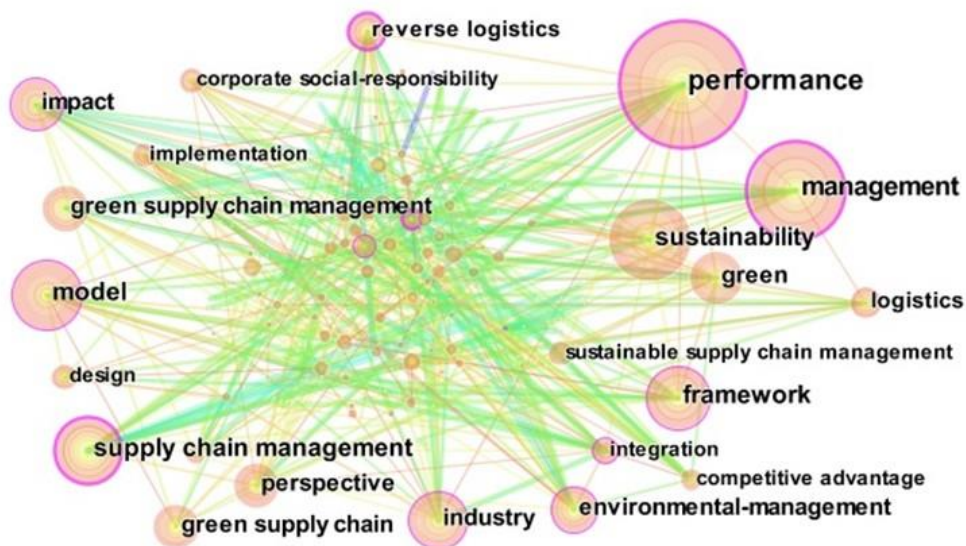 reverse logistics
corporate social-responsibility
performance
impact
implementation
management
green supply chain management
sustainability
green
model
logistics
sustainable supply chain management
design
framework
supply chain management
integration
competitive advantage
perspective
environmental-management
green supply chain
industry